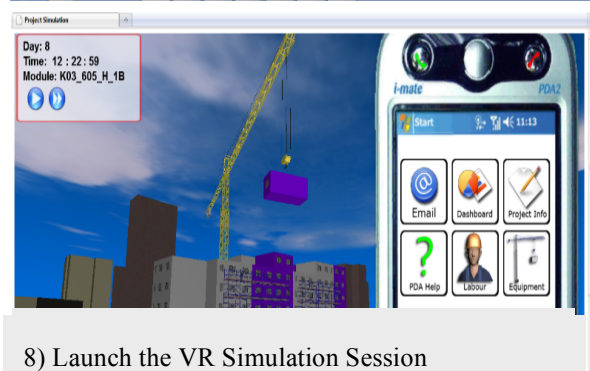 Project Simulation
Day: 8
Time: 12 : 22 : 59
Module: K03_605_H_1B
i-mate
PDA2
Start
11:13
Email
Dashboard
Project Info
PDA Help
Labour
Equipment
8) Launch the VR Simulation Session